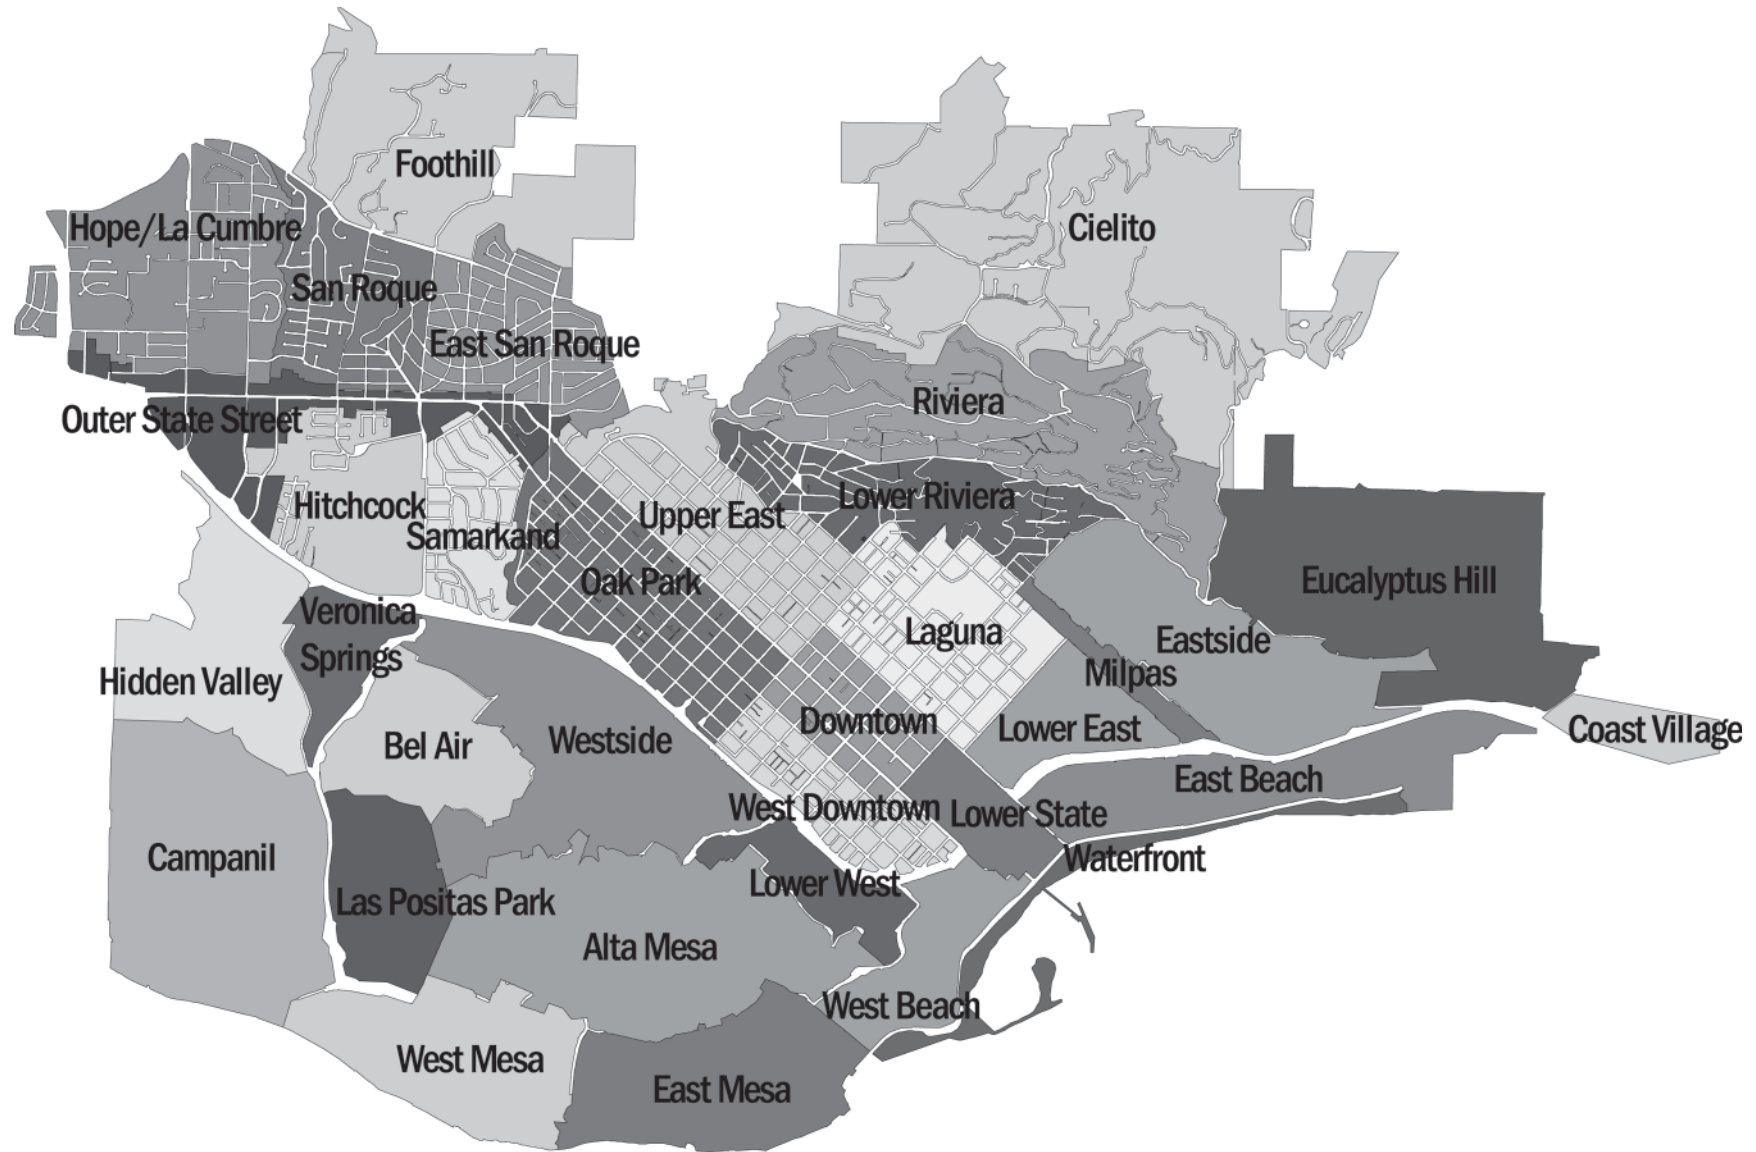 Foothill
Hope/La Cumbre
Cielito
San Roque
East San Roque
Riviera
Outer State Street
Lower Riviera
Hitchcock
Upper East
Samarkand
Oak Park
Eucalyptus Hill
Veronica
Springs
Laguna
Eastside
Milpas
Hidden Valley
Downtown
Lower East
Coast Village
Westside
Bel Air
East Beach
West Downtown
Lower State
Campanil
Waterfront
Lower West
Las Positas Park
Alta Mesa
West Beach
West Mesa
East Mesa